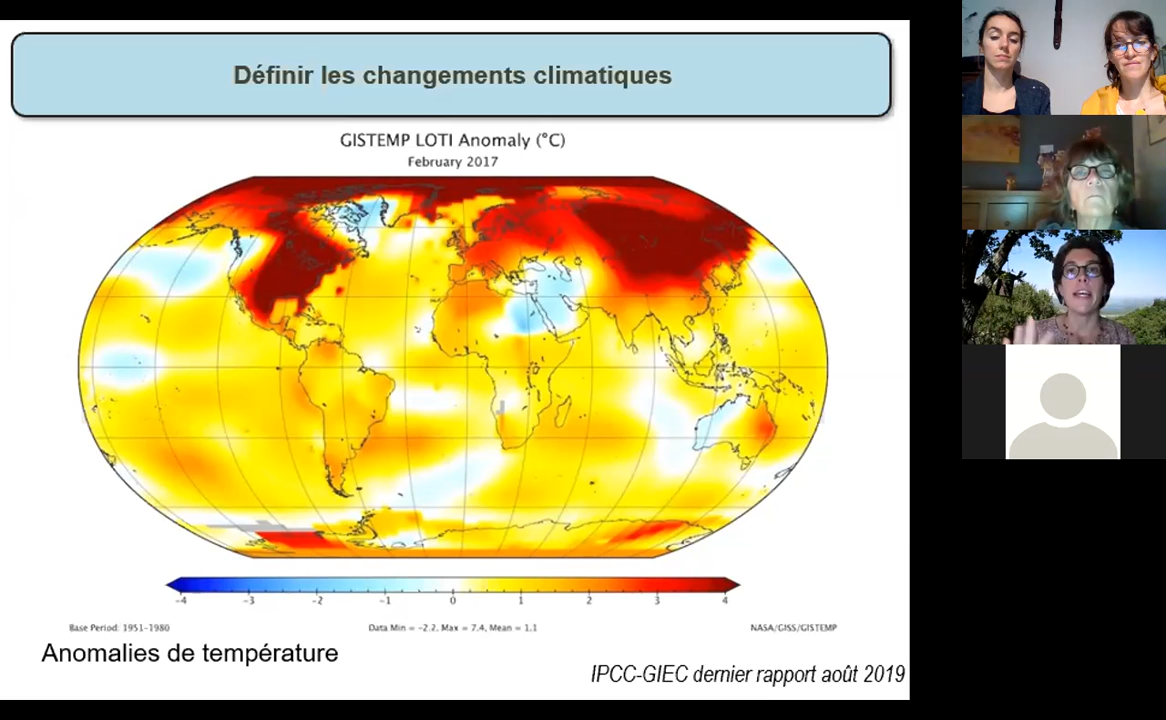 Définir les changements climatiques
GISTEMP LOTI Anomaly (°C)
February 2017
-4 -3 -2 -1 0 1 2 3 4
Base Period: 1951-1980 Data Min = -2.2, Max = 7.4, Mean = 1.1 NASA/GISS/GISTEMP
Anomalies de température
IPCC-GIEC dernier rapport août 2019